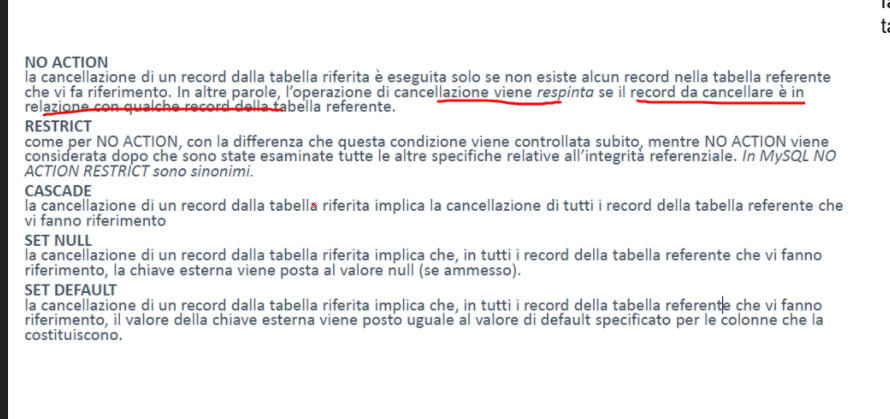 NO ACTION
la cancellazione di un record dalla tabella riferita è eseguita solo se non esiste alcun record nella tabella referente
che vi fa riferimento. In altre parole, l'operazione di cancellazione viene respinta se il record da cancellare è in
relazione con qualche record della tabella referente.
RESTRICT
come per NO ACTION, con la differenza che questa condizione viene controllata subito, mentre NO ACTION viene
considerata dopo che sono state esaminate tutte le altre specifiche relative all'integrità referenziale. In MySQL NO
ACTION RESTRICT sono sinonimi.
CASCADE
la cancellazione di un record dalla tabella riferita implica la cancellazione di tutti i record della tabella referente che
vi fanno riferimento
SET NULL
la cancellazione di un record dalla tabella riferita implica che, in tutti i record della tabella referente che vi fanno
riferimento, la chiave esterna viene posta al valore null (se ammesso).
SET DEFAULT
la cancellazione di un record dalla tabella riferita implica che, in tutti i record della tabella referente che vi fanno
riferimento, il valore della chiave esterna viene posto uguale al valore di default specificato per le colonne che la
costituiscono.